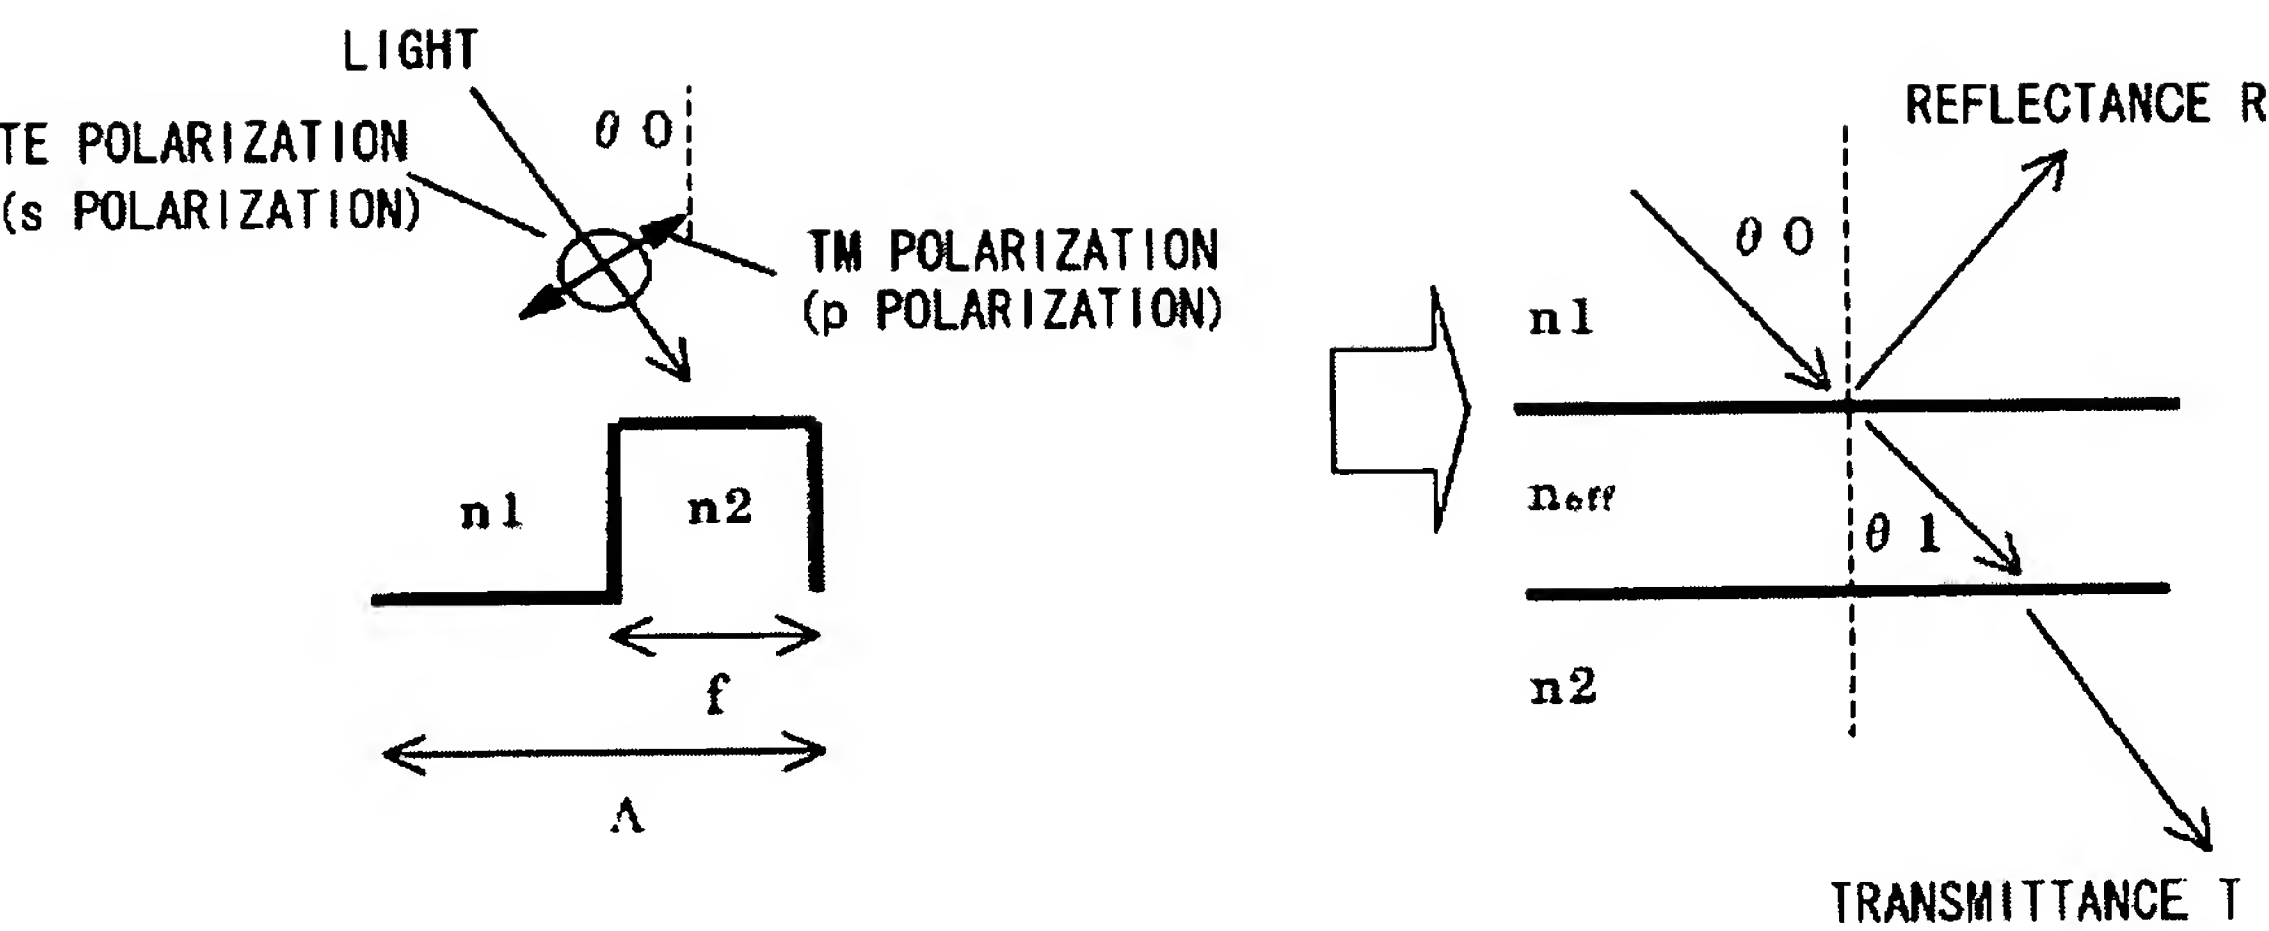 LIGHT
θ 0
TE POLARIZATION
(s POLARIZATION)
TM POLARIZATION
(p POLARIZATION)
n1
n2
f
Λ
REFLECTANCE R
θ 0
n1
neff
θ 1
n2
TRANSMITTANCE T